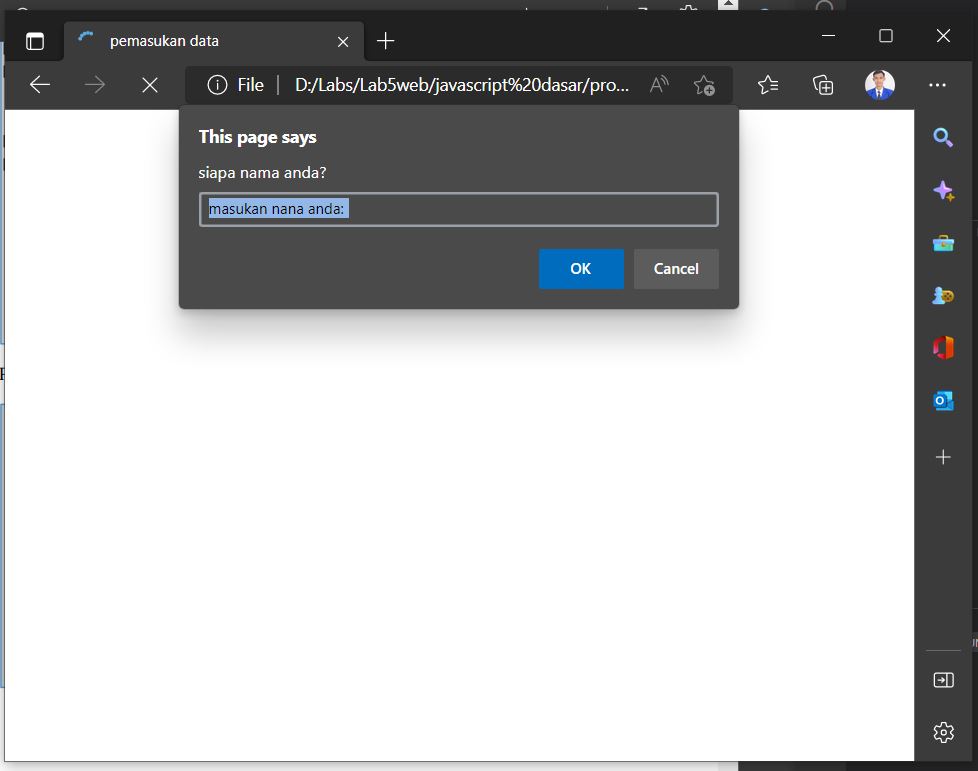 pemasukan data
File
D:/Labs/Lab5web/javascript%20dasar/pro...
This page says
siapa nama anda?
masukan nana anda:
OK
Cancel